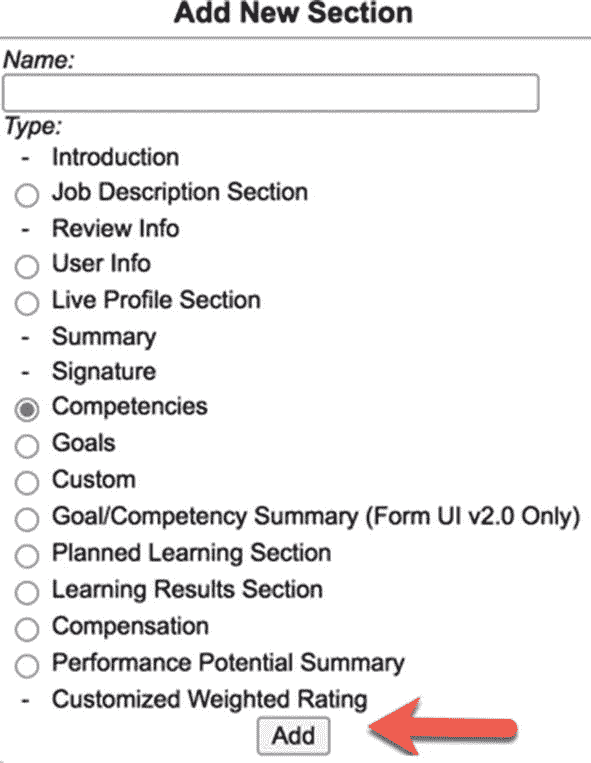 Add New Section
Name:
Type:
- Introduction
Job Description Section
- Review Info
User Info
Live Profile Section
- Summary
- Signature
Competencies
Goals
Custom
Goal/Competency Summary (Form UI v2.0 Only)
Planned Learning Section
Learning Results Section
Compensation
Performance Potential Summary
- Customized Weighted Rating
Add